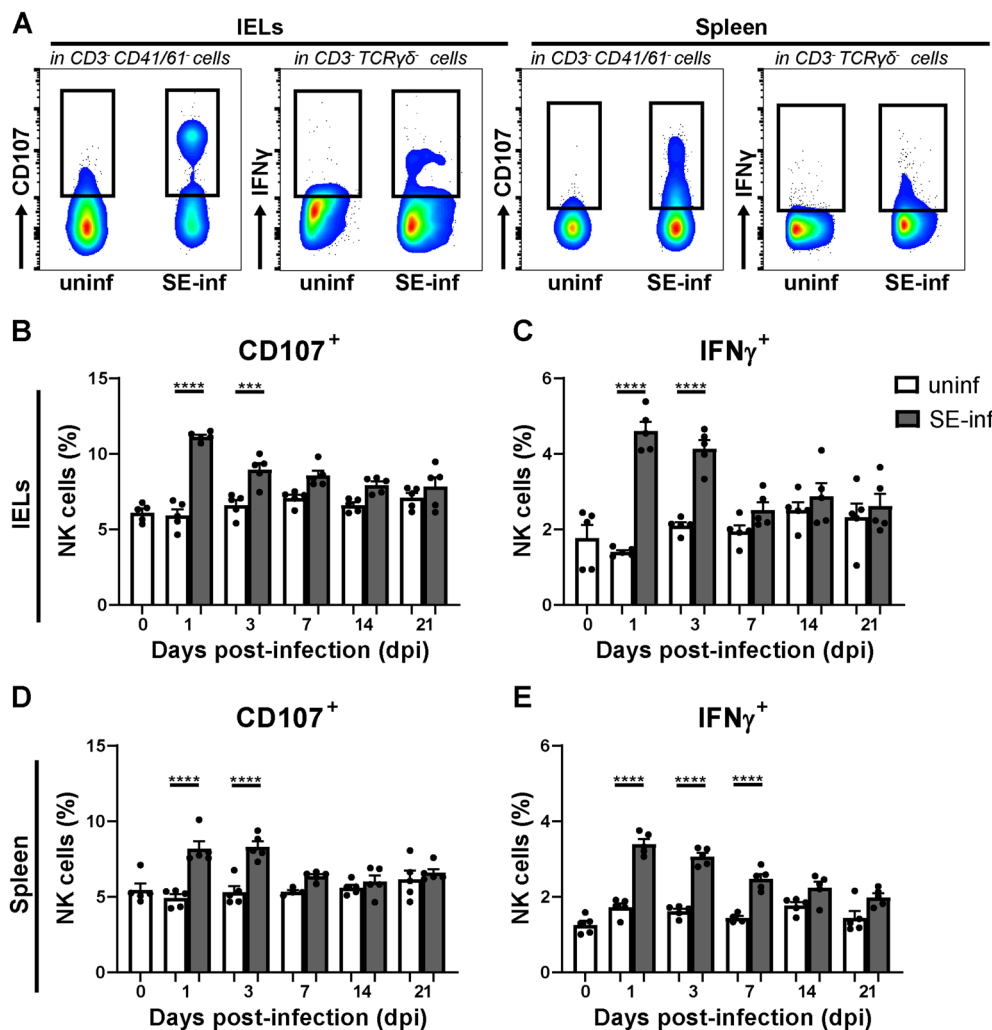 A
IELs
Spleen
in CD3⁻ CD41/61⁻ cells
in CD3⁻ TCRγδ⁻ cells
in CD3⁻ CD41/61⁻ cells
in CD3⁻ TCRγδ⁻ cells
CD107
IFNγ
CD107
IFNγ
uninf SE-inf
uninf SE-inf
uninf SE-inf
uninf SE-inf
B
CD107⁺
IELs
NK cells (%)
15
10
5
0
**** ***
0 1 3 7 14 21
Days post-infection (dpi)
C
IFNγ⁺
NK cells (%)
6
4
2
0
**** ****
0 1 3 7 14 21
Days post-infection (dpi)
uninf
SE-inf
D
CD107⁺
Spleen
NK cells (%)
15
10
5
0
**** ****
0 1 3 7 14 21
Days post-infection (dpi)
E
IFNγ⁺
NK cells (%)
6
4
2
0
**** **** ****
0 1 3 7 14 21
Days post-infection (dpi)